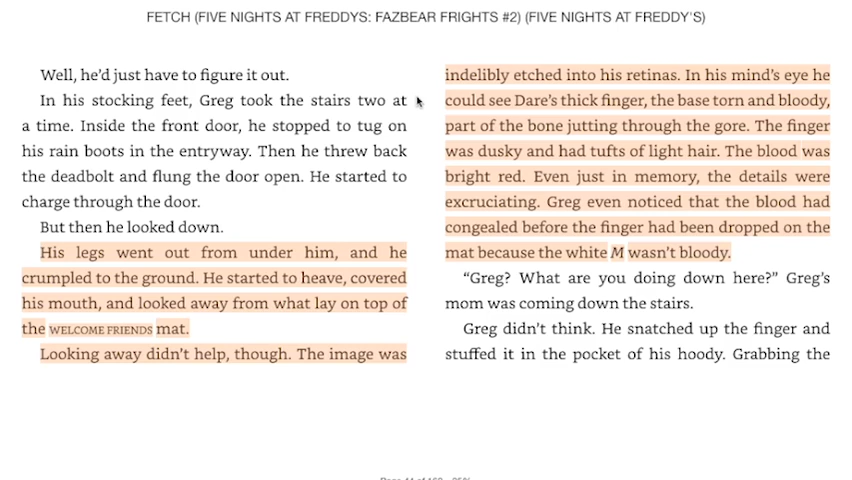 FETCH (FIVE NIGHTS AT FREDDYS: FAZBEAR FRIGHTS #2) (FIVE NIGHTS AT FREDDY'S)
Well, he’d just have to figure it out.
In his stocking feet, Greg took the stairs two at
a time. Inside the front door, he stopped to tug on
his rain boots in the entryway. Then he threw back
the deadbolt and flung the door open. He started to
charge through the door.
But then he looked down.
His legs went out from under him, and he
crumpled to the ground. He started to heave, covered
his mouth, and looked away from what lay on top of
the WELCOME FRIENDS mat.
Looking away didn’t help, though. The image was
indelibly etched into his retinas. In his mind’s eye he
could see Dare’s thick finger, the base torn and bloody,
part of the bone jutting through the gore. The finger
was dusky and had tufts of light hair. The blood was
bright red. Even just in memory, the details were
excruciating. Greg even noticed that the blood had
congealed before the finger had been dropped on the
mat because the white M wasn’t bloody.
“Greg? What are you doing down here?” Greg’s
mom was coming down the stairs.
Greg didn’t think. He snatched up the finger and
stuffed it in the pocket of his hoody. Grabbing the